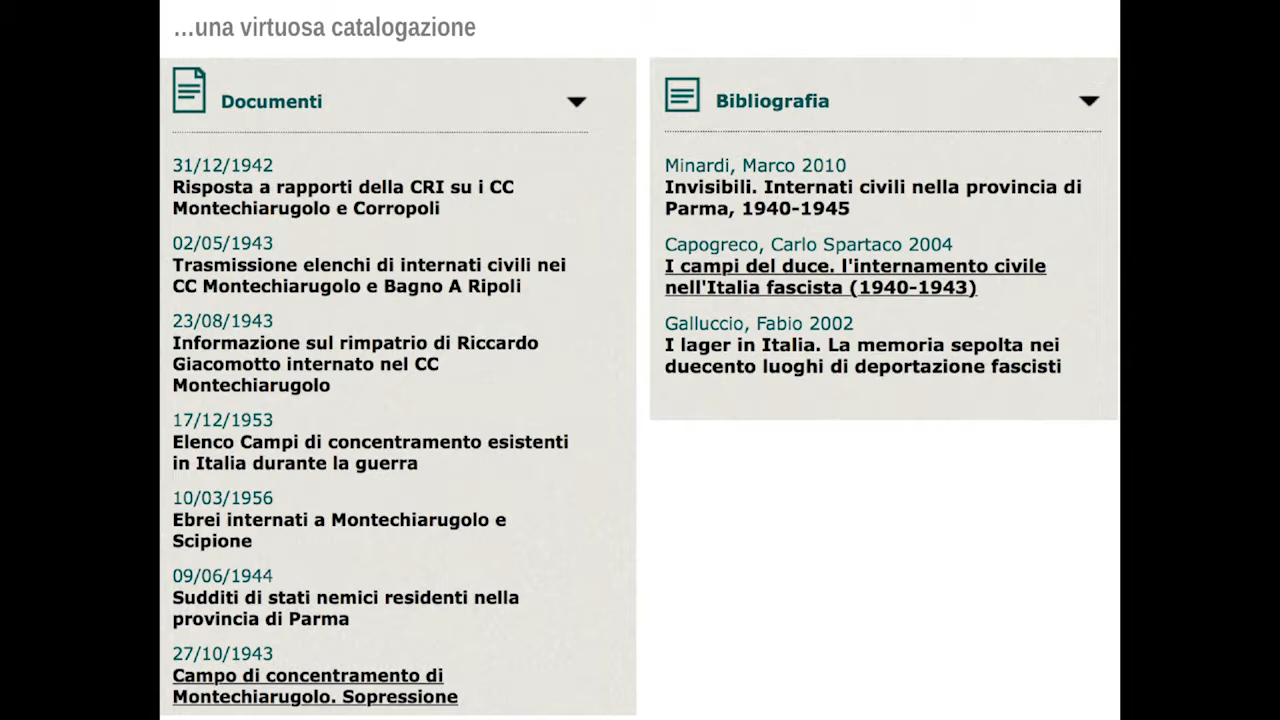 ...una virtuosa catalogazione
Documenti
31/12/1942
Risposta a rapporti della CRI su i CC
Montechiarugolo e Corropoli
02/05/1943
Trasmissione elenchi di internati civili nei
CC Montechiarugolo e Bagno A Ripoli
23/08/1943
Informazione sul rimpatrio di Riccardo
Giacomotto internato nel CC
Montechiarugolo
17/12/1953
Elenco Campi di concentramento esistenti
in Italia durante la guerra
10/03/1956
Ebrei internati a Montechiarugolo e
Scipione
09/06/1944
Sudditi di stati nemici residenti nella
provincia di Parma
27/10/1943
Campo di concentramento di
Montechiarugolo. Sopressione
Bibliografia
Minardi, Marco 2010
Invisibili. Internati civili nella provincia di
Parma, 1940-1945
Capogreco, Carlo Spartaco 2004
I campi del duce. l'internamento civile
nell'Italia fascista (1940-1943)
Galluccio, Fabio 2002
I lager in Italia. La memoria sepolta nei
duecento luoghi di deportazione fascisti